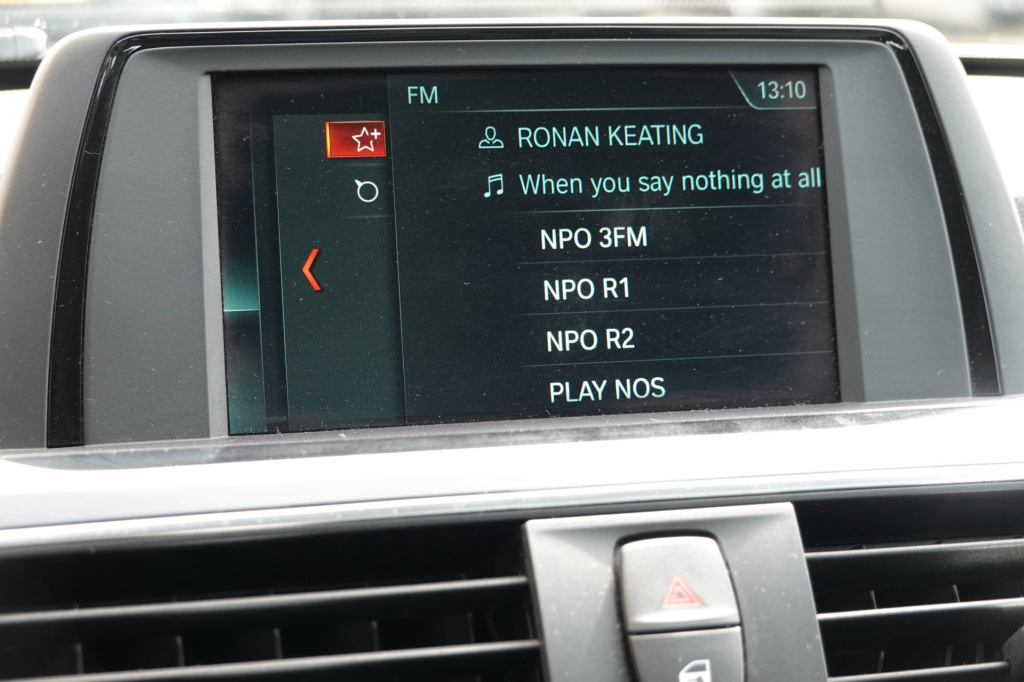 FM
13:10
RONAN KEATING
When you say nothing at all
NPO 3FM
NPO R1
NPO R2
PLAY NOS